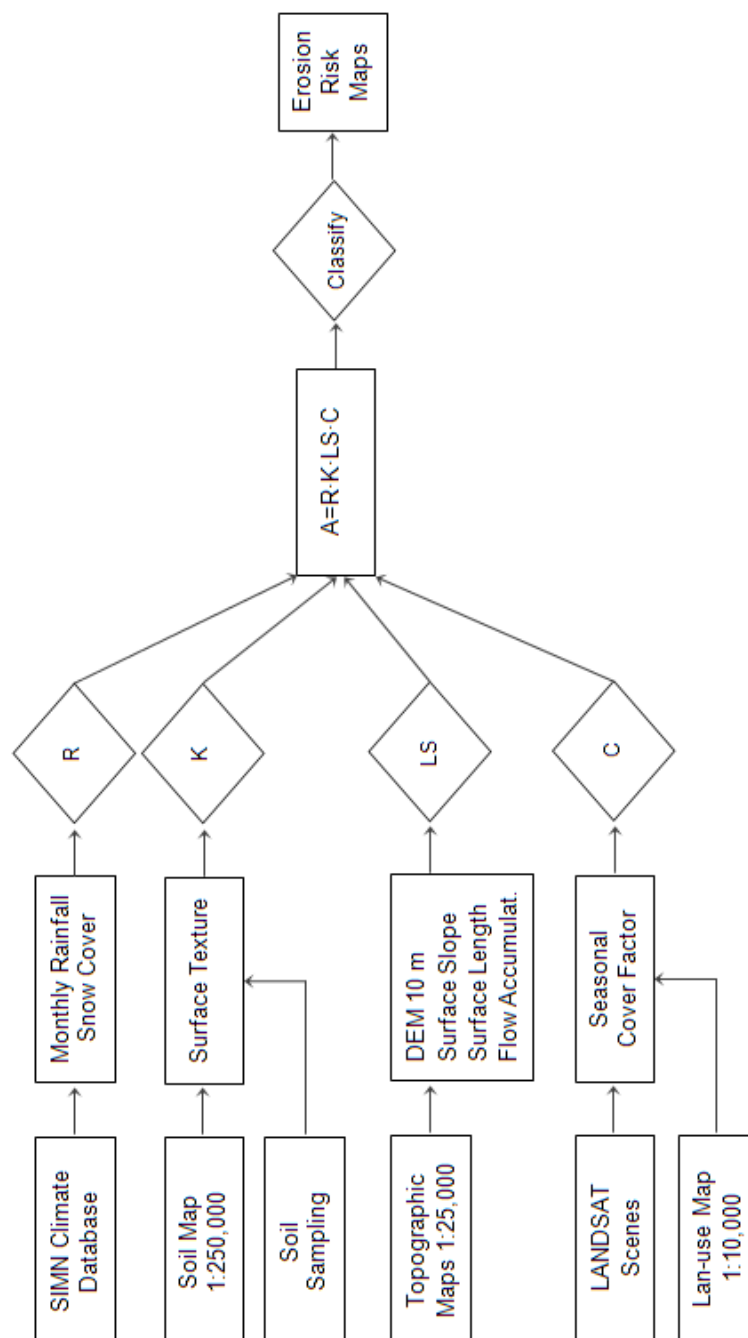 SIMN Climate
Database
Monthly Rainfall
Snow Cover
R
Soil Map
1:250,000
Surface Texture
K
Soil
Sampling
Topographic
Maps 1:25,000
DEM 10 m
Surface Slope
Surface Length
Flow Accumulat.
LS
LANDSAT
Scenes
Seasonal
Cover Factor
C
Lan-use Map
1:10,000
A=R·K·LS·C
Classify
Erosion
Risk
Maps